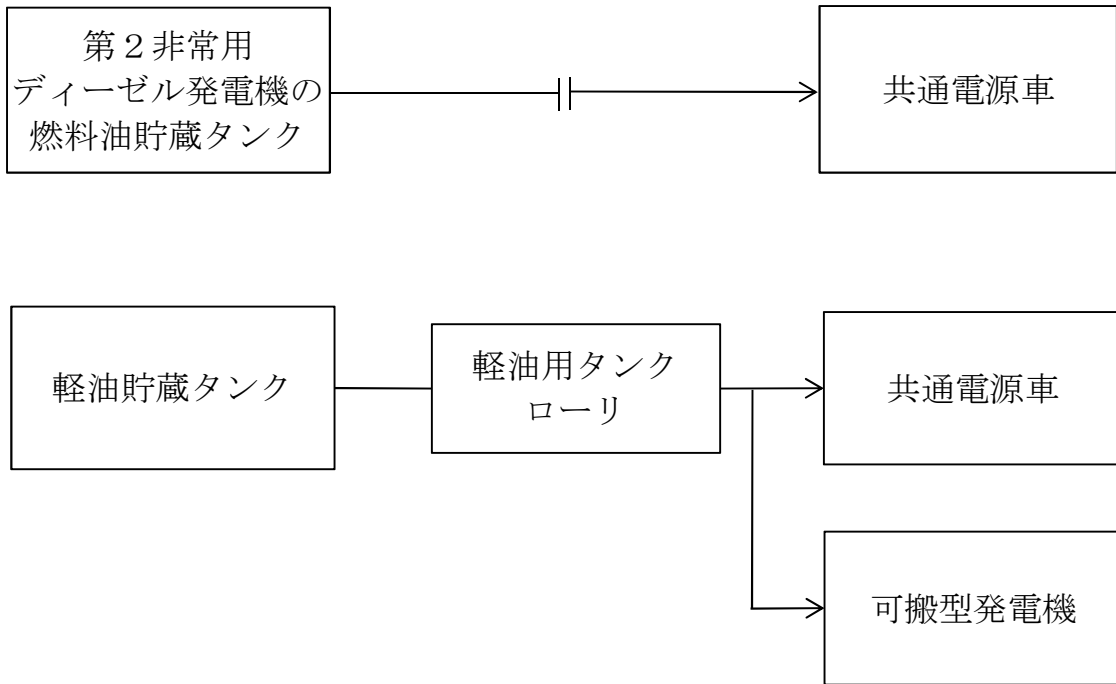 第２非常用
ディーゼル発電機の
燃料油貯蔵タンク
共通電源車
軽油貯蔵タンク
軽油用タンク
ローリ
共通電源車
可搬型発電機